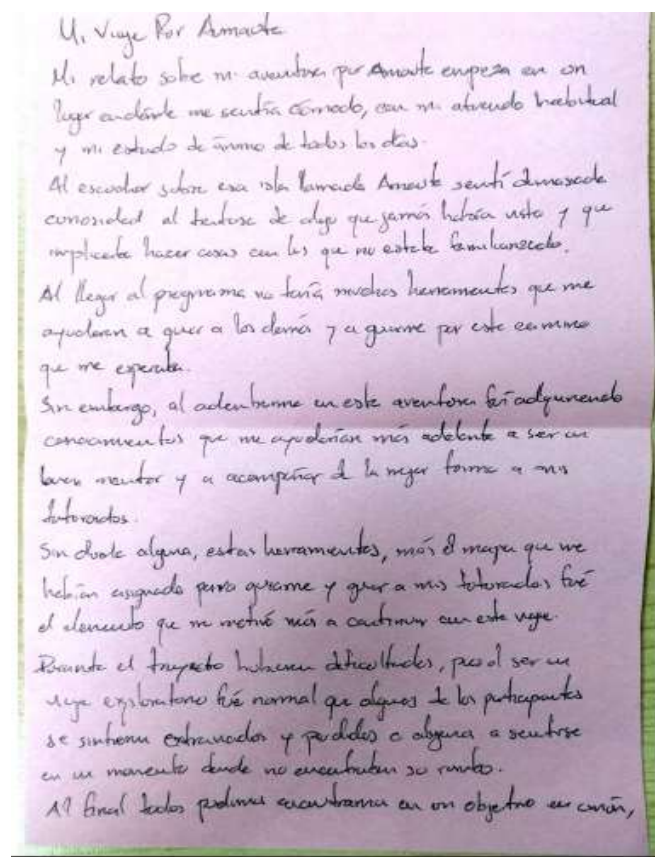 Mi Viaje Por Amaute
Mi relato sobre mi aventura por Amaute empeza en un
lugar en dónde me sentía cómodo, con mi atuendo habitual
y mi estado de ánimo de todos los días.
Al escuchar sobre esa isla llamada Amaute sentí demasiada
curiosidad al tratarse de algo que jamás había visto y que
implicaba hacer cosas con las que no estaba familiarizado.
Al llegar al programa no tenía muchas herramientas que me
ayudaran a guiar a los demás y a guiarme por este camino
que me esperaba.
Sin embargo, al adentrarme en esta aventura fui adquiriendo
conocimientos que me ayudarían más adelante a ser un
buen mentor y a acompañar de la mejor forma a mis
tutorados.
Sin duda alguna, estas herramientas, más el mapa que me
habían asignado para guiarme y guiar a mis tutorados fué
el elemento que me motivó más a continuar con este viaje.
Durante el trayecto hubieron dificultades, pues al ser un
viaje exploratorio fué normal que algunos de los participantes
se sintieran extraviados y perdidos o a sentirse
en un momento donde no encontraban su rumbo.
Al final todos pudimos encontrarnos en un objetivo en común,